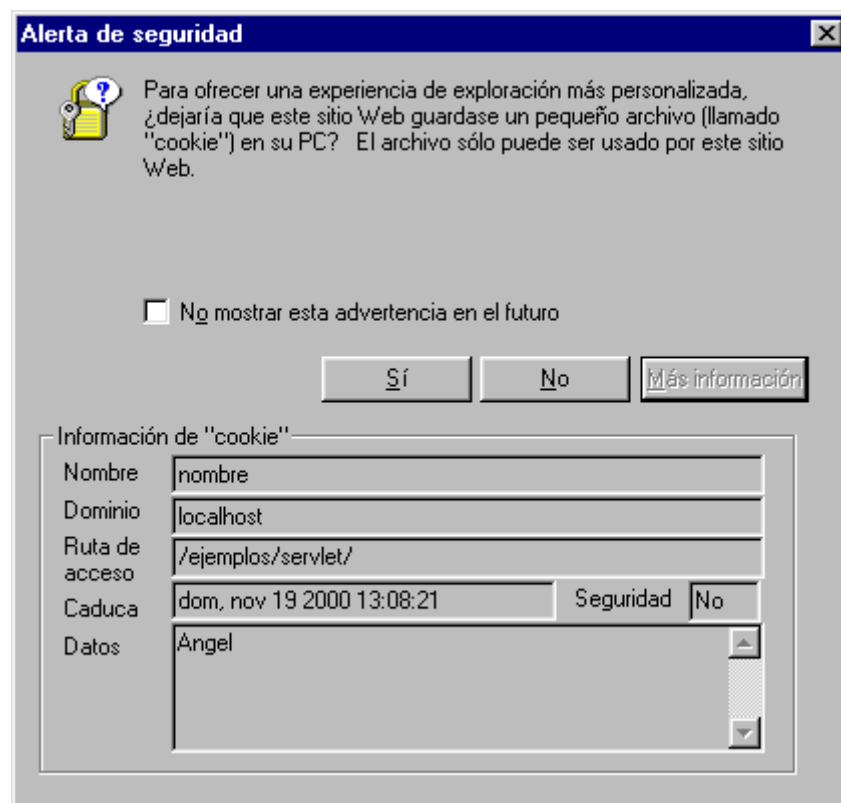 Alerta de seguridad
Para ofrecer una experiencia de exploración más personalizada,
¿dejaría que este sitio Web guardase un pequeño archivo (llamado
"cookie") en su PC?   El archivo sólo puede ser usado por este sitio
Web.
No mostrar esta advertencia en el futuro
Sí No Más información
Información de "cookie"
Nombre nombre
Dominio localhost
Ruta de
acceso /ejemplos/servlet/
Caduca dom, nov 19 2000 13:08:21 Seguridad No
Datos Angel